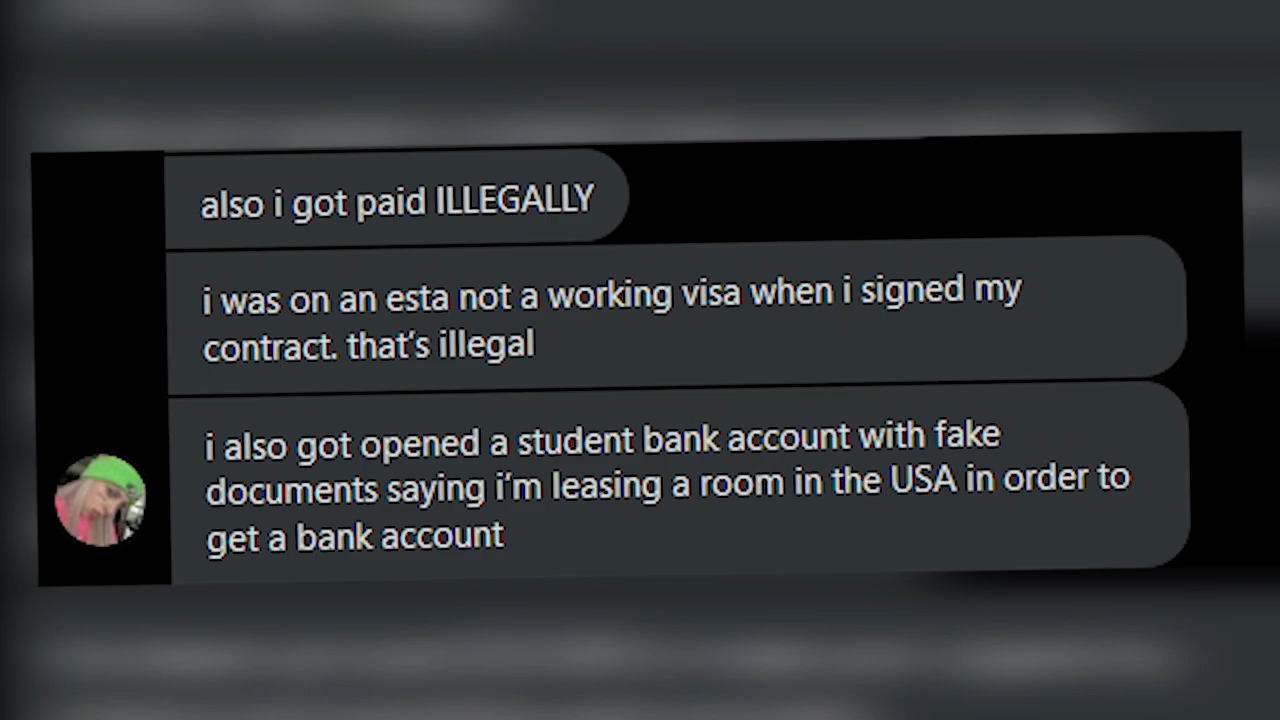 also i got paid ILLEGALLY
i was on an esta not a working visa when i signed my
contract. that's illegal
i also got opened a student bank account with fake
documents saying i'm leasing a room in the USA in order to
get a bank account